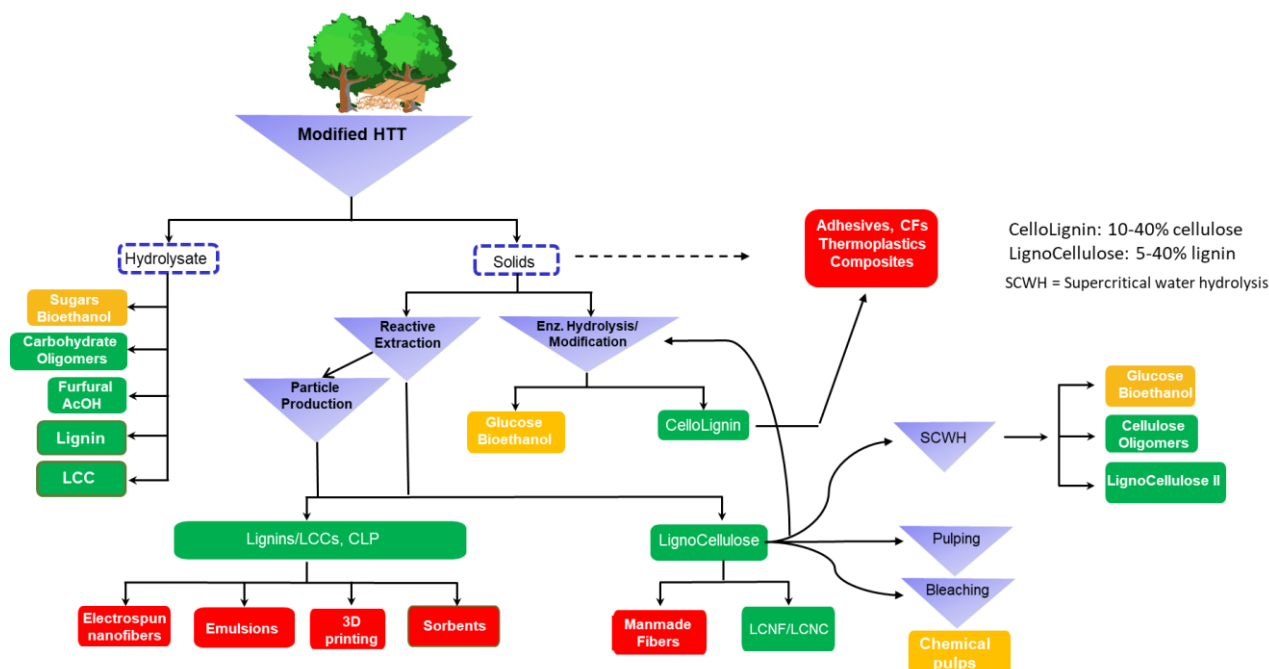 Modified HTT
Hydrolysate
Solids
Adhesives, CFs
Thermoplastics
Composites
CelloLignin: 10-40% cellulose
LignoCellulose: 5-40% lignin
SCWH = Supercritical water hydrolysis
Sugars
Bioethanol
Carbohydrate
Oligomers
Furfural
AcOH
Lignin
LCC
Reactive
Extraction
Enz. Hydrolysis/
Modification
Particle
Production
Glucose
Bioethanol
CelloLignin
SCWH
Glucose
Bioethanol
Cellulose
Oligomers
LignoCellulose II
Lignins/LCCs, CLP
LignoCellulose
Pulping
Bleaching
Chemical
pulps
Electrospun
nanofibers
Emulsions
3D
printing
Sorbents
Manmade
Fibers
LCNF/LCNC